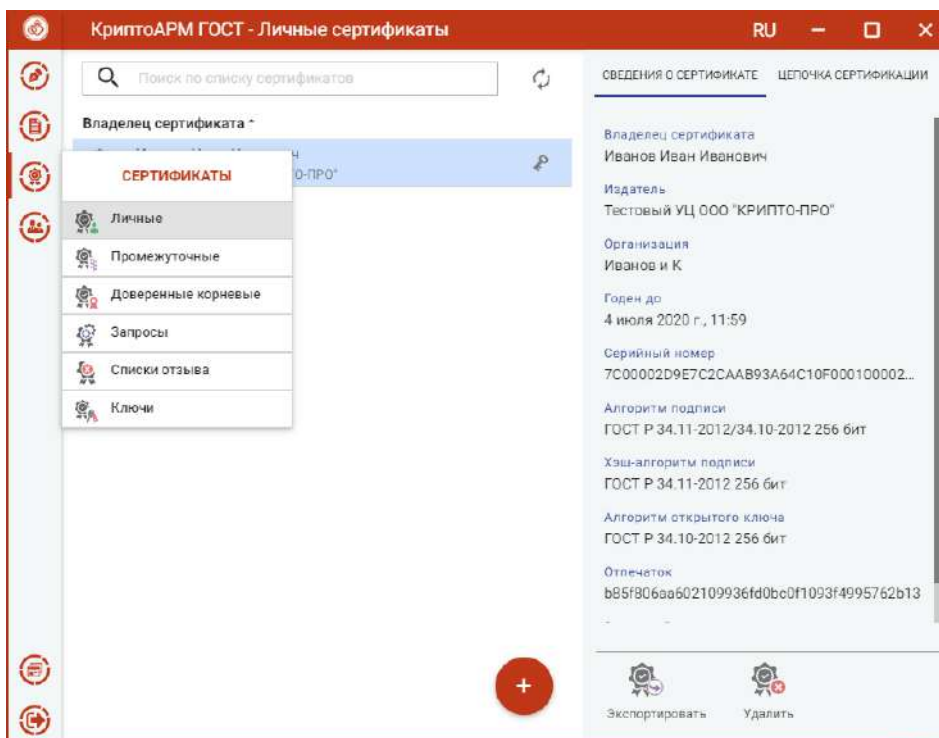 КриптоАРМ ГОСТ - Личные сертификаты
RU
Поиск по списку сертификатов
Владелец сертификата
О-ПРО"
СЕРТИФИКАТЫ
Личные
Промежуточные
Доверенные корневые
Запросы
Списки отзыва
Ключи
СВЕДЕНИЯ О СЕРТИФИКАТЕ ЦЕПОЧКА СЕРТИФИКАЦИИ
Владелец сертификата
Иванов Иван Иванович
Издатель
Тестовый УЦ ООО "КРИПТО-ПРО"
Организация
Иванов и К
Годен до
4 июля 2020 г., 11:59
Серийный номер
7C00002D9E7C2CAAB93A64C10F000100002...
Алгоритм подписи
ГОСТ Р 34.11-2012/34.10-2012 256 бит
Хэш-алгоритм подписи
ГОСТ Р 34.11-2012 256 бит
Алгоритм открытого ключа
ГОСТ Р 34.10-2012 256 бит
Отпечаток
b85f806aa602109936fd0bc0f1093f4995762b13
Экспортировать Удалить